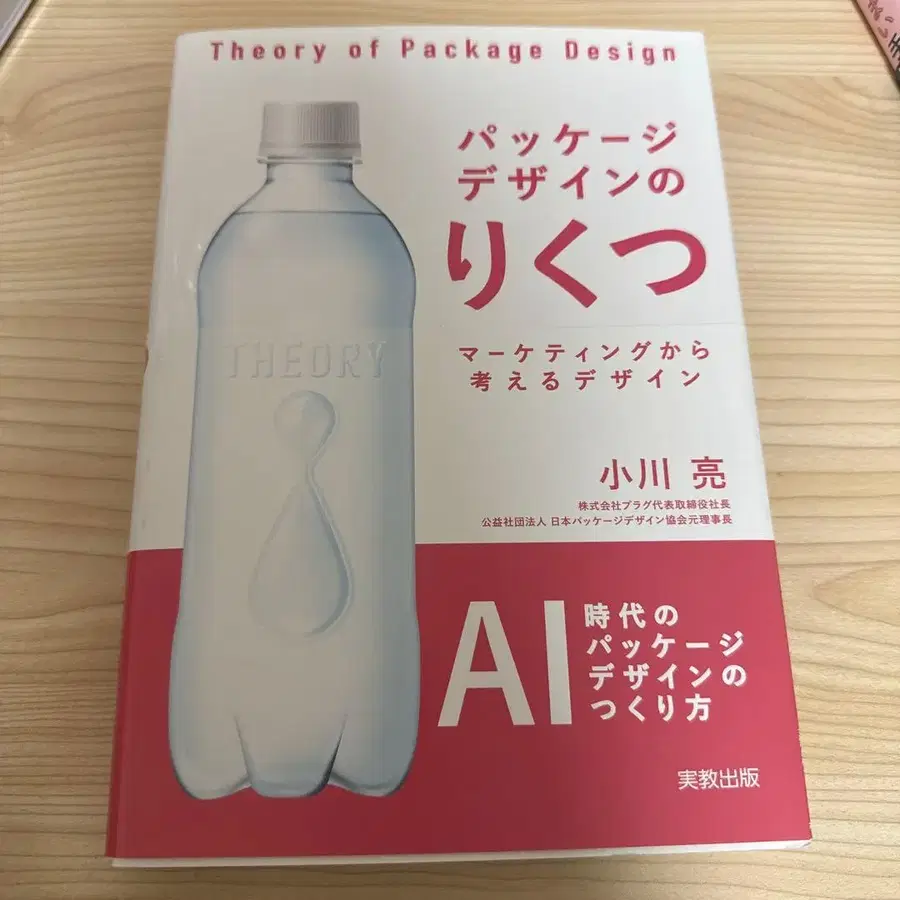 Theory of Package Design
パッケージ
デザインの
りくつ
THEORY
マーケティングから
考えるデザイン
小川 亮
株式会社プラグ代表取締役社長
公益社団法人 日本パッケージデザイン協会元理事長
AI
時代の
パッケージ
デザインの
つくり方
実教出版